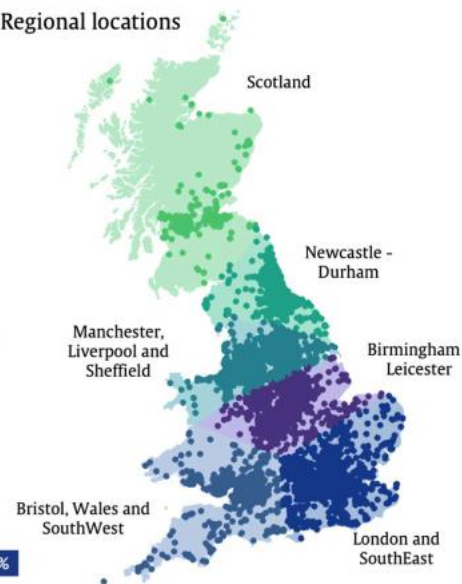 Regional locations
Scotland
Newcastle -
Durham
Manchester,
Liverpool and
Sheffield
Birmingham
Leicester
Bristol, Wales and
SouthWest
London and
SouthEast
%